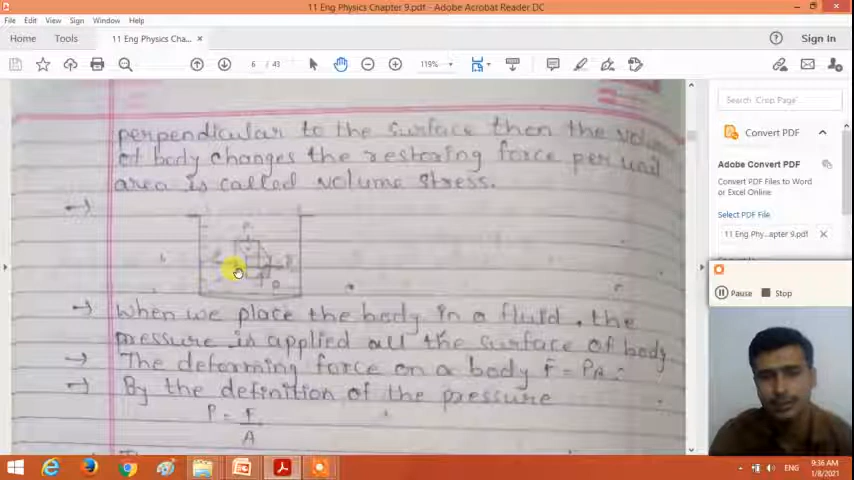 11 Eng Physics Chapter 9.pdf - Adobe Acrobat Reader DC
File Edit View Sign Window Help
Home Tools 11 Eng Physics Cha... × Sign In
6 / 43 119%
perpendicular to the surface then the volume
of body changes the restoring force per unit
area is called volume stress.
When we place the body in a fluid, the
pressure is applied all the surface of body
The deforming force on a body F = PA.
By the definition of the pressure
P = F
A
Search 'Crop Page'
Convert PDF
Adobe Convert PDF
Convert PDF Files to Word
or Excel Online
Select PDF File
11 Eng Phy...apter 9.pdf
Pause Stop
ENG
9:36 AM
1/8/2021